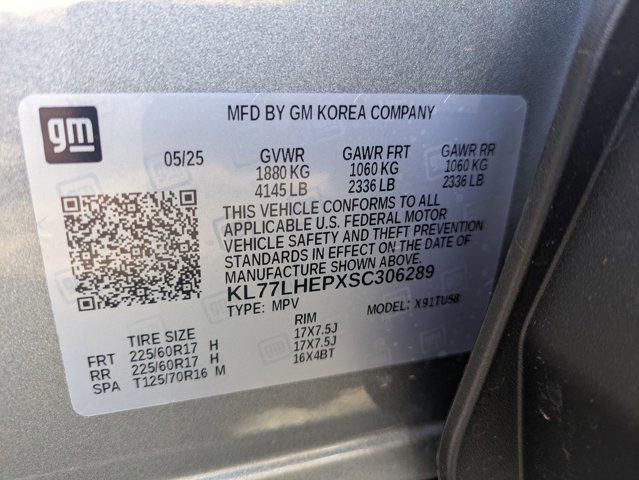 gm
MFD BY GM KOREA COMPANY
05/25 GVWR GAWR FRT GAWR RR
1880 KG 1060 KG 1060 KG
4145 LB 2336 LB 2336 LB
THIS VEHICLE CONFORMS TO ALL
APPLICABLE U.S. FEDERAL MOTOR
VEHICLE SAFETY AND THEFT PREVENTION
STANDARDS IN EFFECT ON THE DATE OF
MANUFACTURE SHOWN ABOVE.
KL77LHEPXSC306289
TYPE: MPV MODEL: X91TU58
TIRE SIZE RIM
FRT 225/60R17 H 17X7.5J
RR 225/60R17 H 17X7.5J
SPA T125/70R16 M 16X4BT